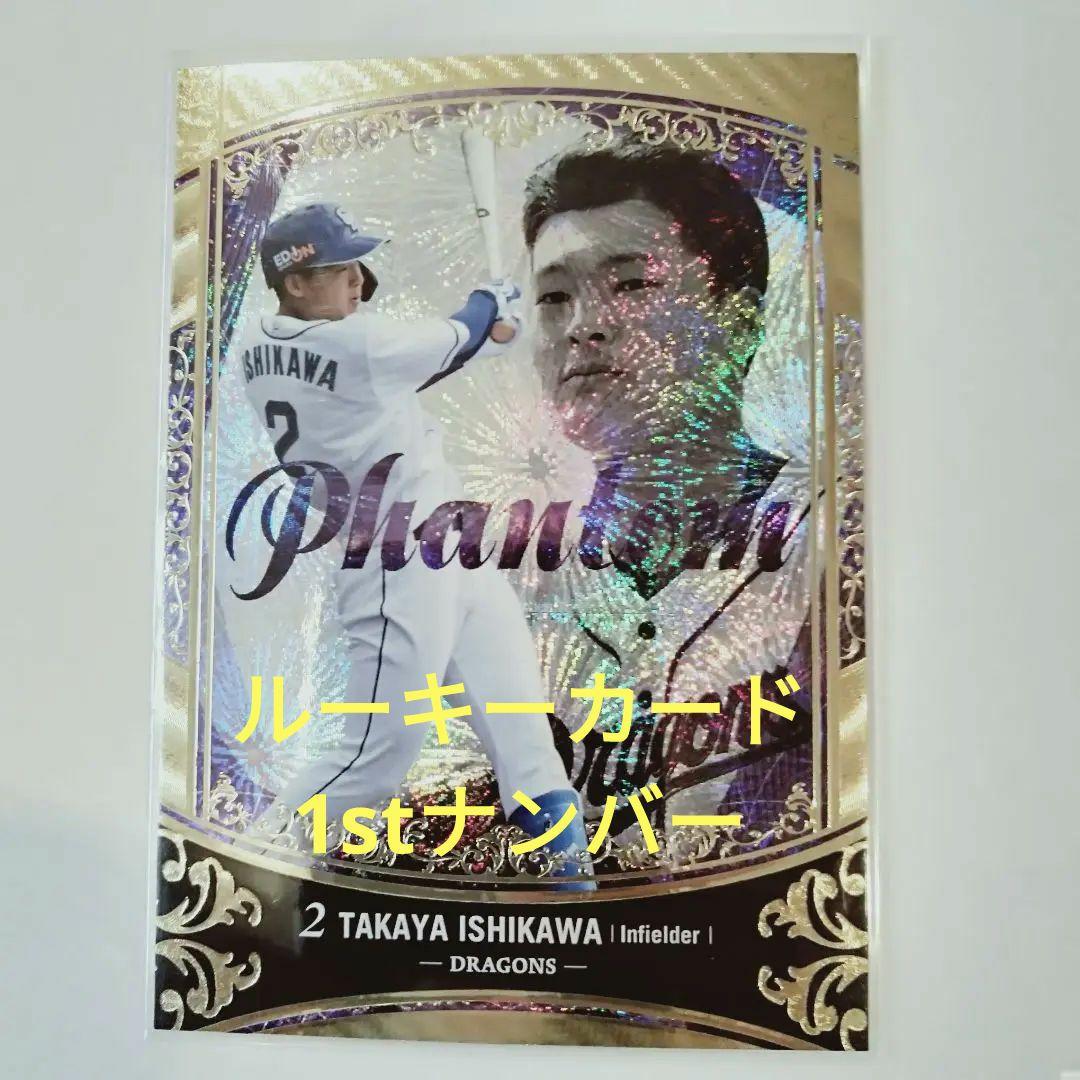 EDION
ISHIKAWA
2
Phantom
Dragons
ルーキーカード
1stナンバー
2 TAKAYA ISHIKAWA | Infielder |
— DRAGONS —